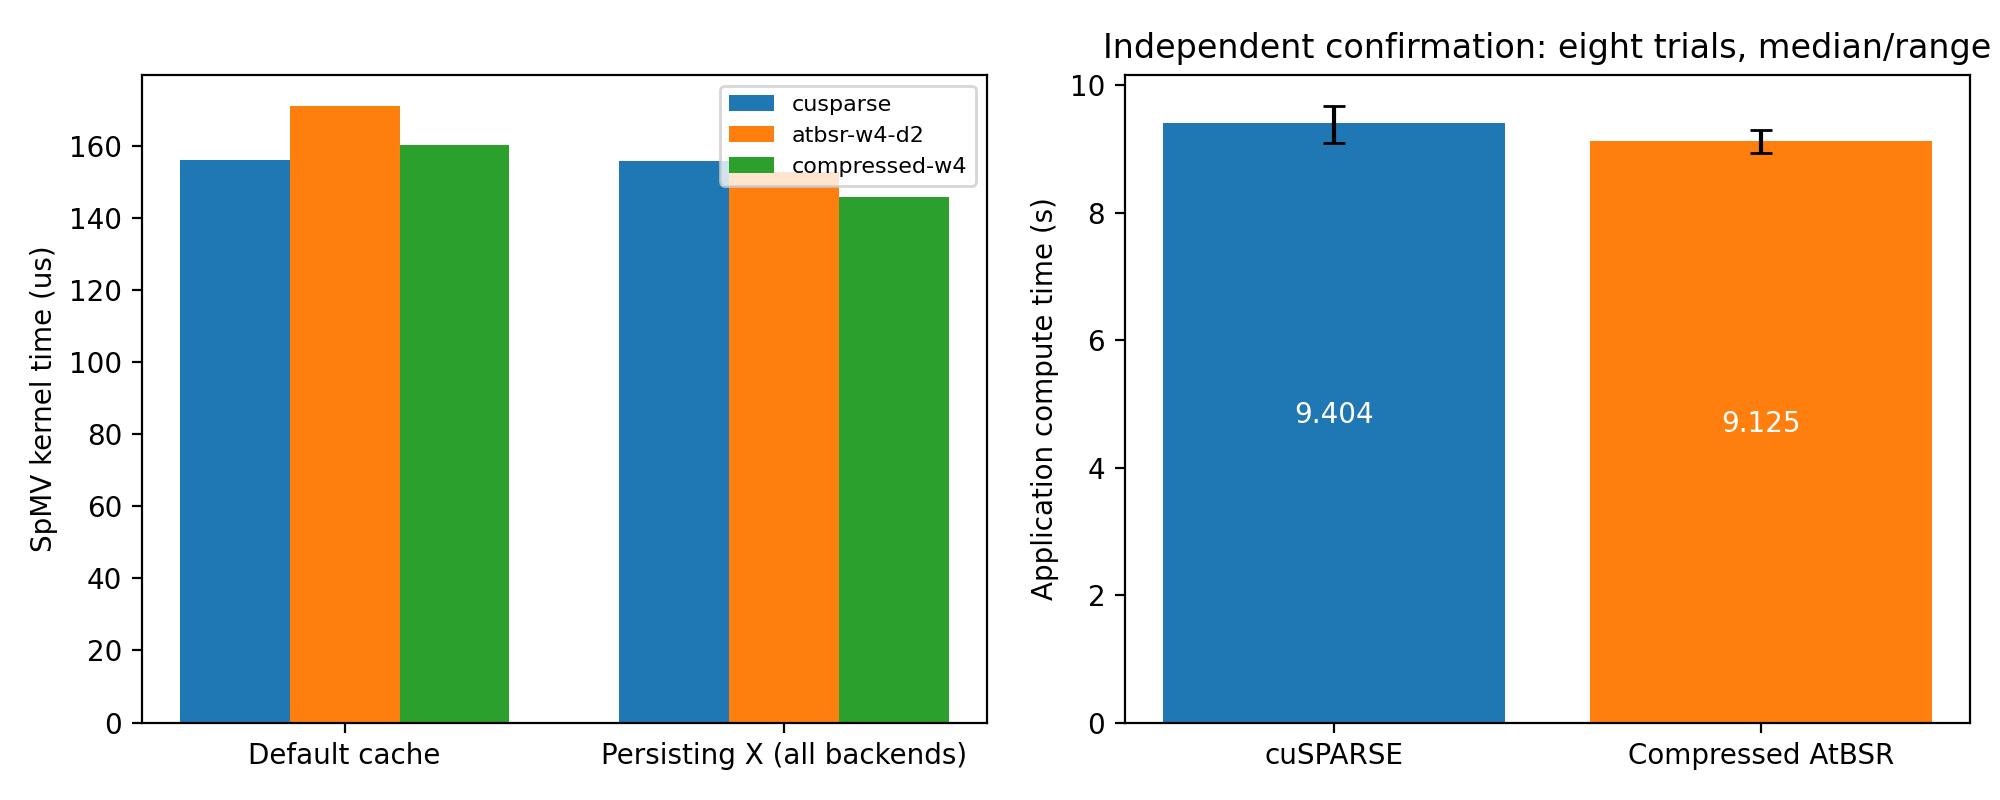 SpMV kernel time (us)
160
140
120
100
80
60
40
20
0
cusparse
atbsr-w4-d2
compressed-w4
Default cache
Persisting X (all backends)
Independent confirmation: eight trials, median/range
Application compute time (s)
10
8
6
4
2
0
9.404
9.125
cuSPARSE
Compressed AtBSR